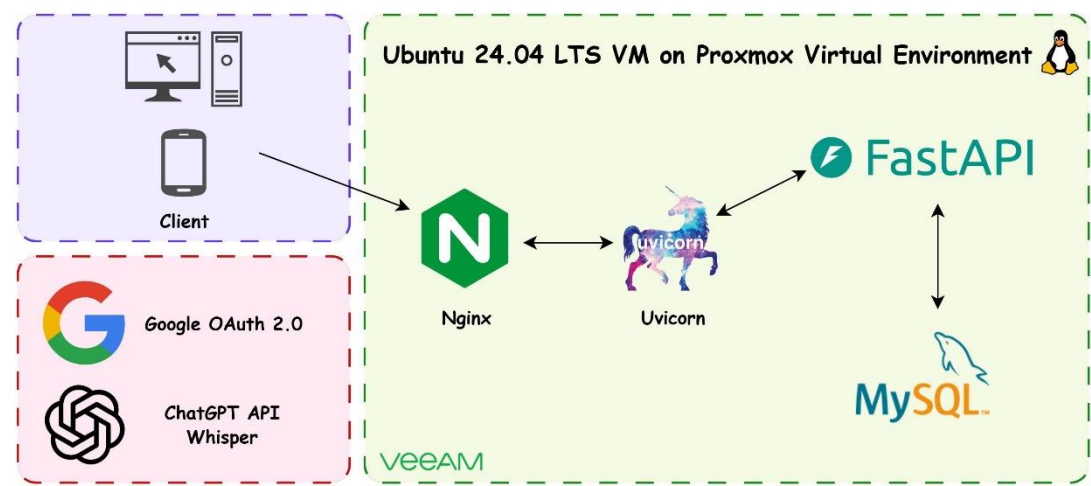 Client
Google OAuth 2.0
ChatGPT API
Whisper
Ubuntu 24.04 LTS VM on Proxmox Virtual Environment
FastAPI
N
uvicorn
Nginx
Uvicorn
MySQL™
veeam